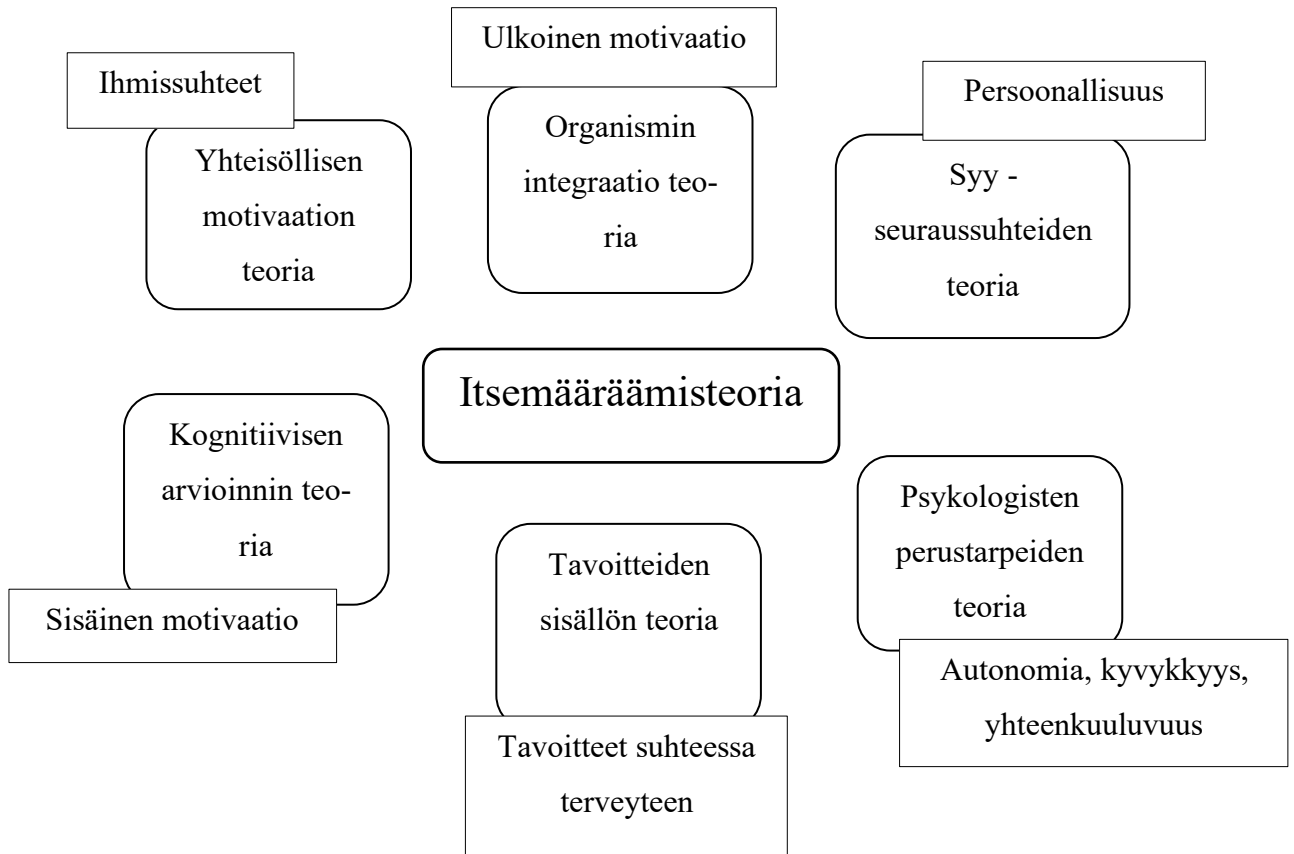 Ulkoinen motivaatio
Ihmissuhteet
Persoonallisuus
Organismin
integraatio teo-
ria
Yhteisöllisen
motivaation
teoria
Syy -
seuraussuhteiden
teoria
Itsemääräämisteoria
Kognitiivisen
arvioinnin teo-
ria
Sisäinen motivaatio
Tavoitteiden
sisällön teoria
Tavoitteet suhteessa
terveyteen
Psykologisten
perustarpeiden
teoria
Autonomia, kyvykkyys,
yhteenkuuluvuus